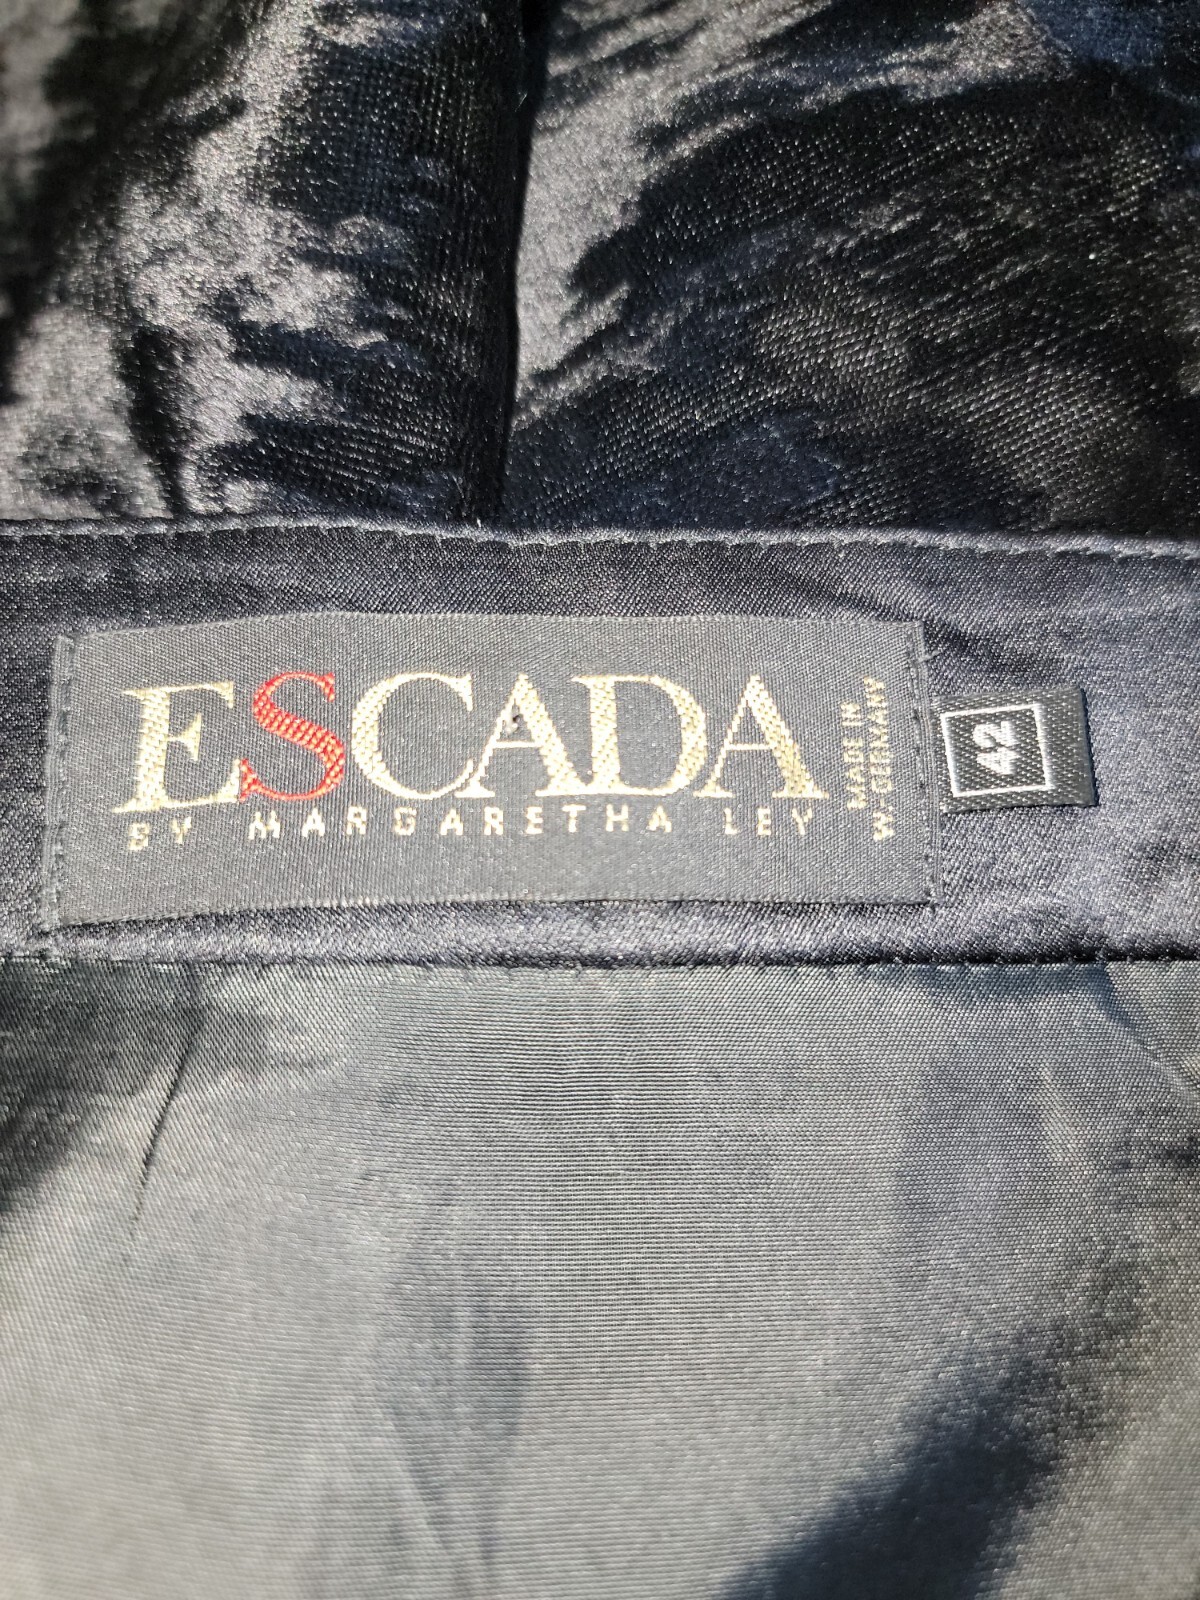 ESCADA
BY MARGARETHA LEY
MADE IN
W-GERMANY
42